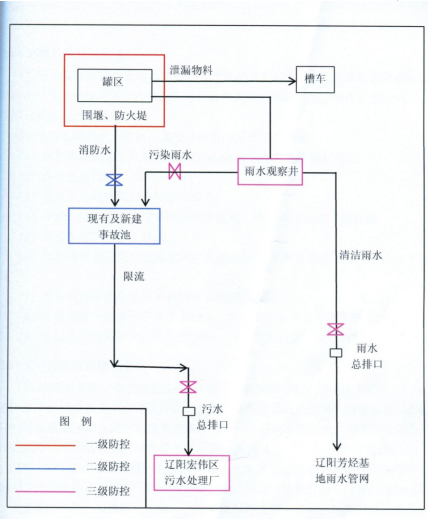 泄漏物料
罐区
槽车
围堰、防火堤
消防水
污染雨水
雨水观察井
现有及新建
事故池
清洁雨水
限流
雨水
总排口
污水
总排口
图 例
一级防控
二级防控
三级防控
辽阳宏伟区
污水处理厂
辽阳芳烃基
地雨水管网